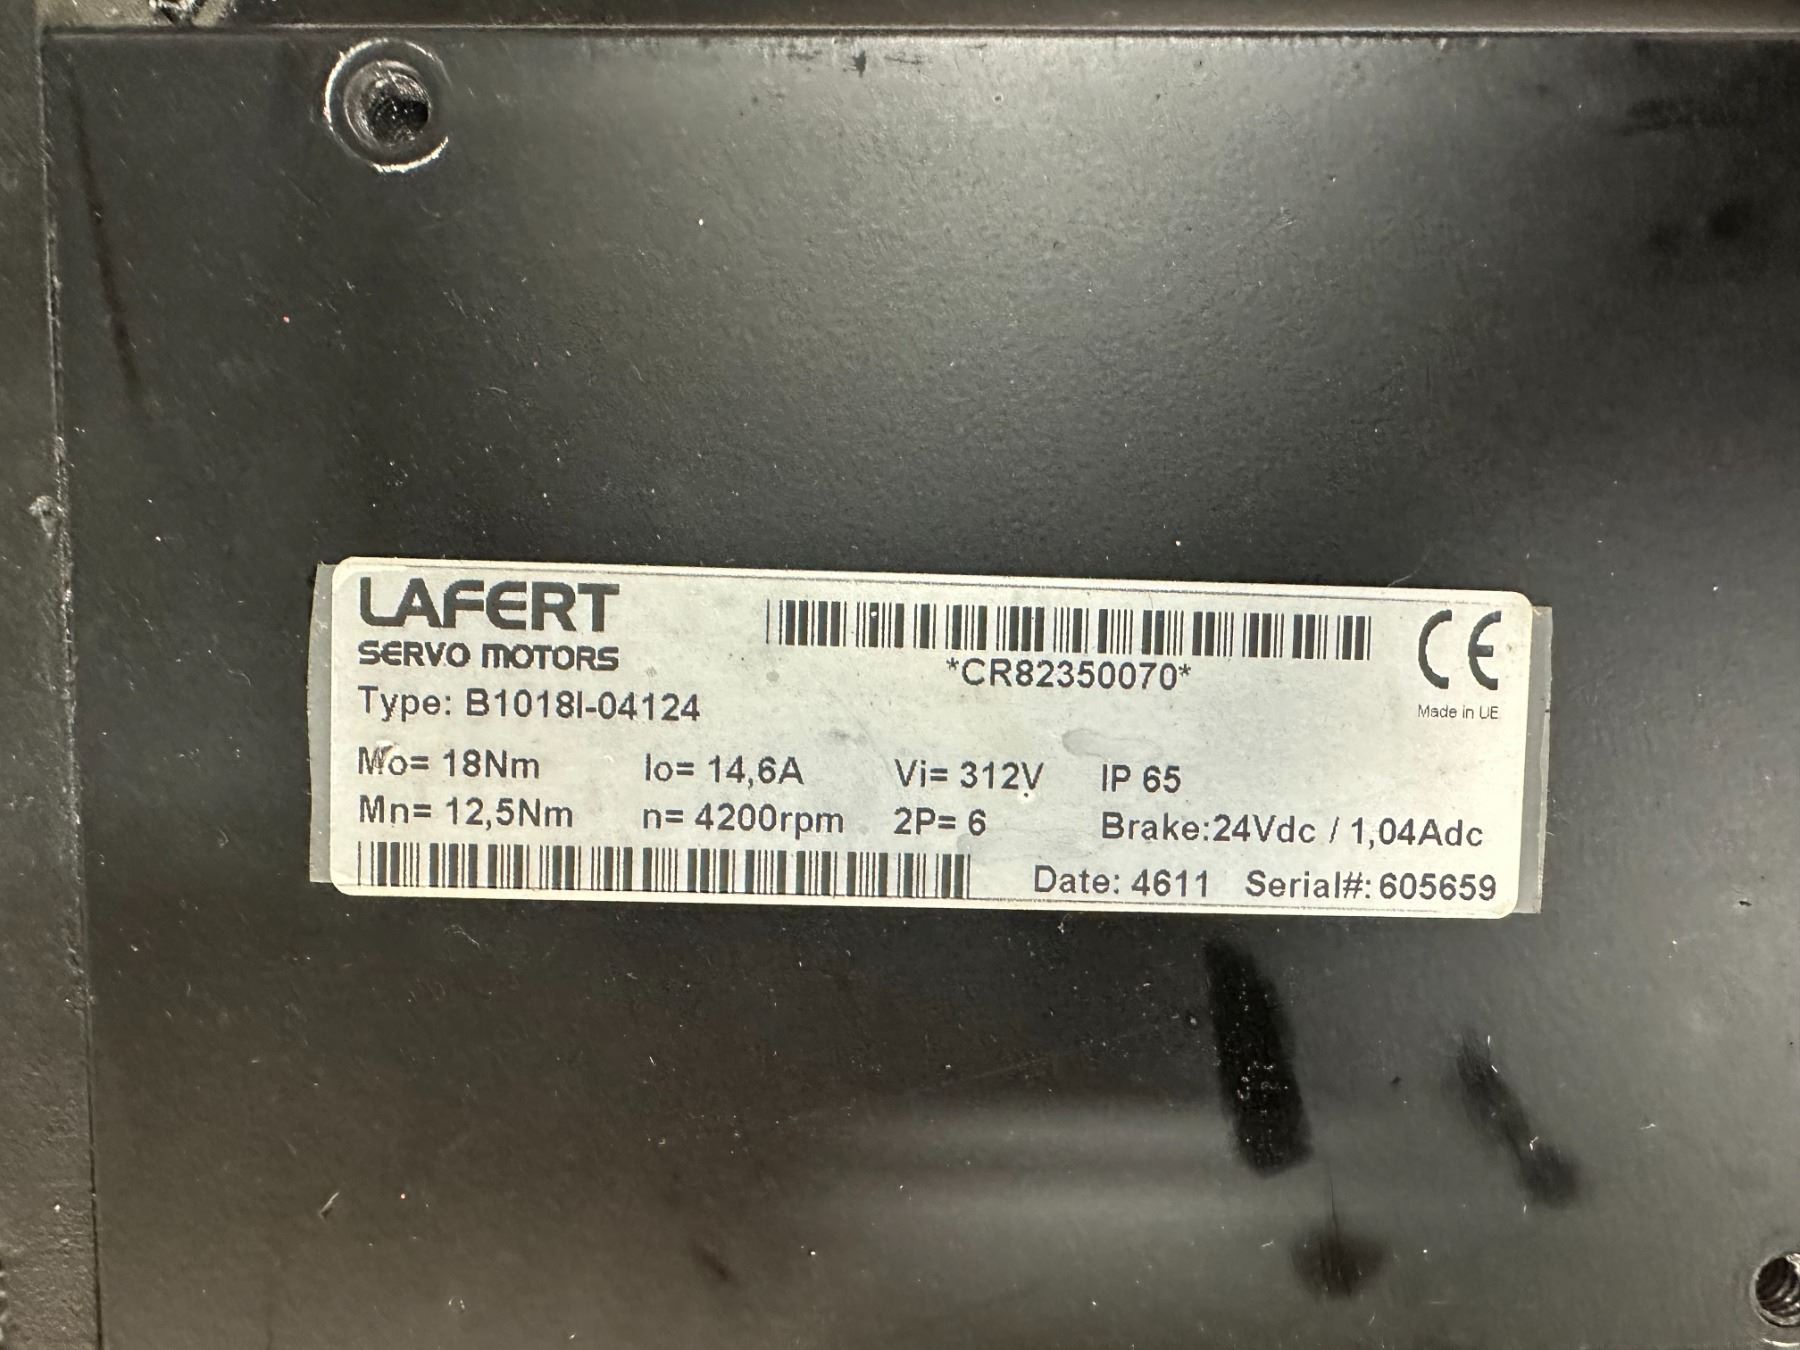 LAFERT
SERVO MOTORS
*CR82350070*
CE
Made in UE
Type: B1018I-04124
Mo= 18Nm Io= 14,6A Vi= 312V IP 65
Mn= 12,5Nm n= 4200rpm 2P= 6 Brake:24Vdc / 1,04Adc
Date: 4611 Serial#: 605659